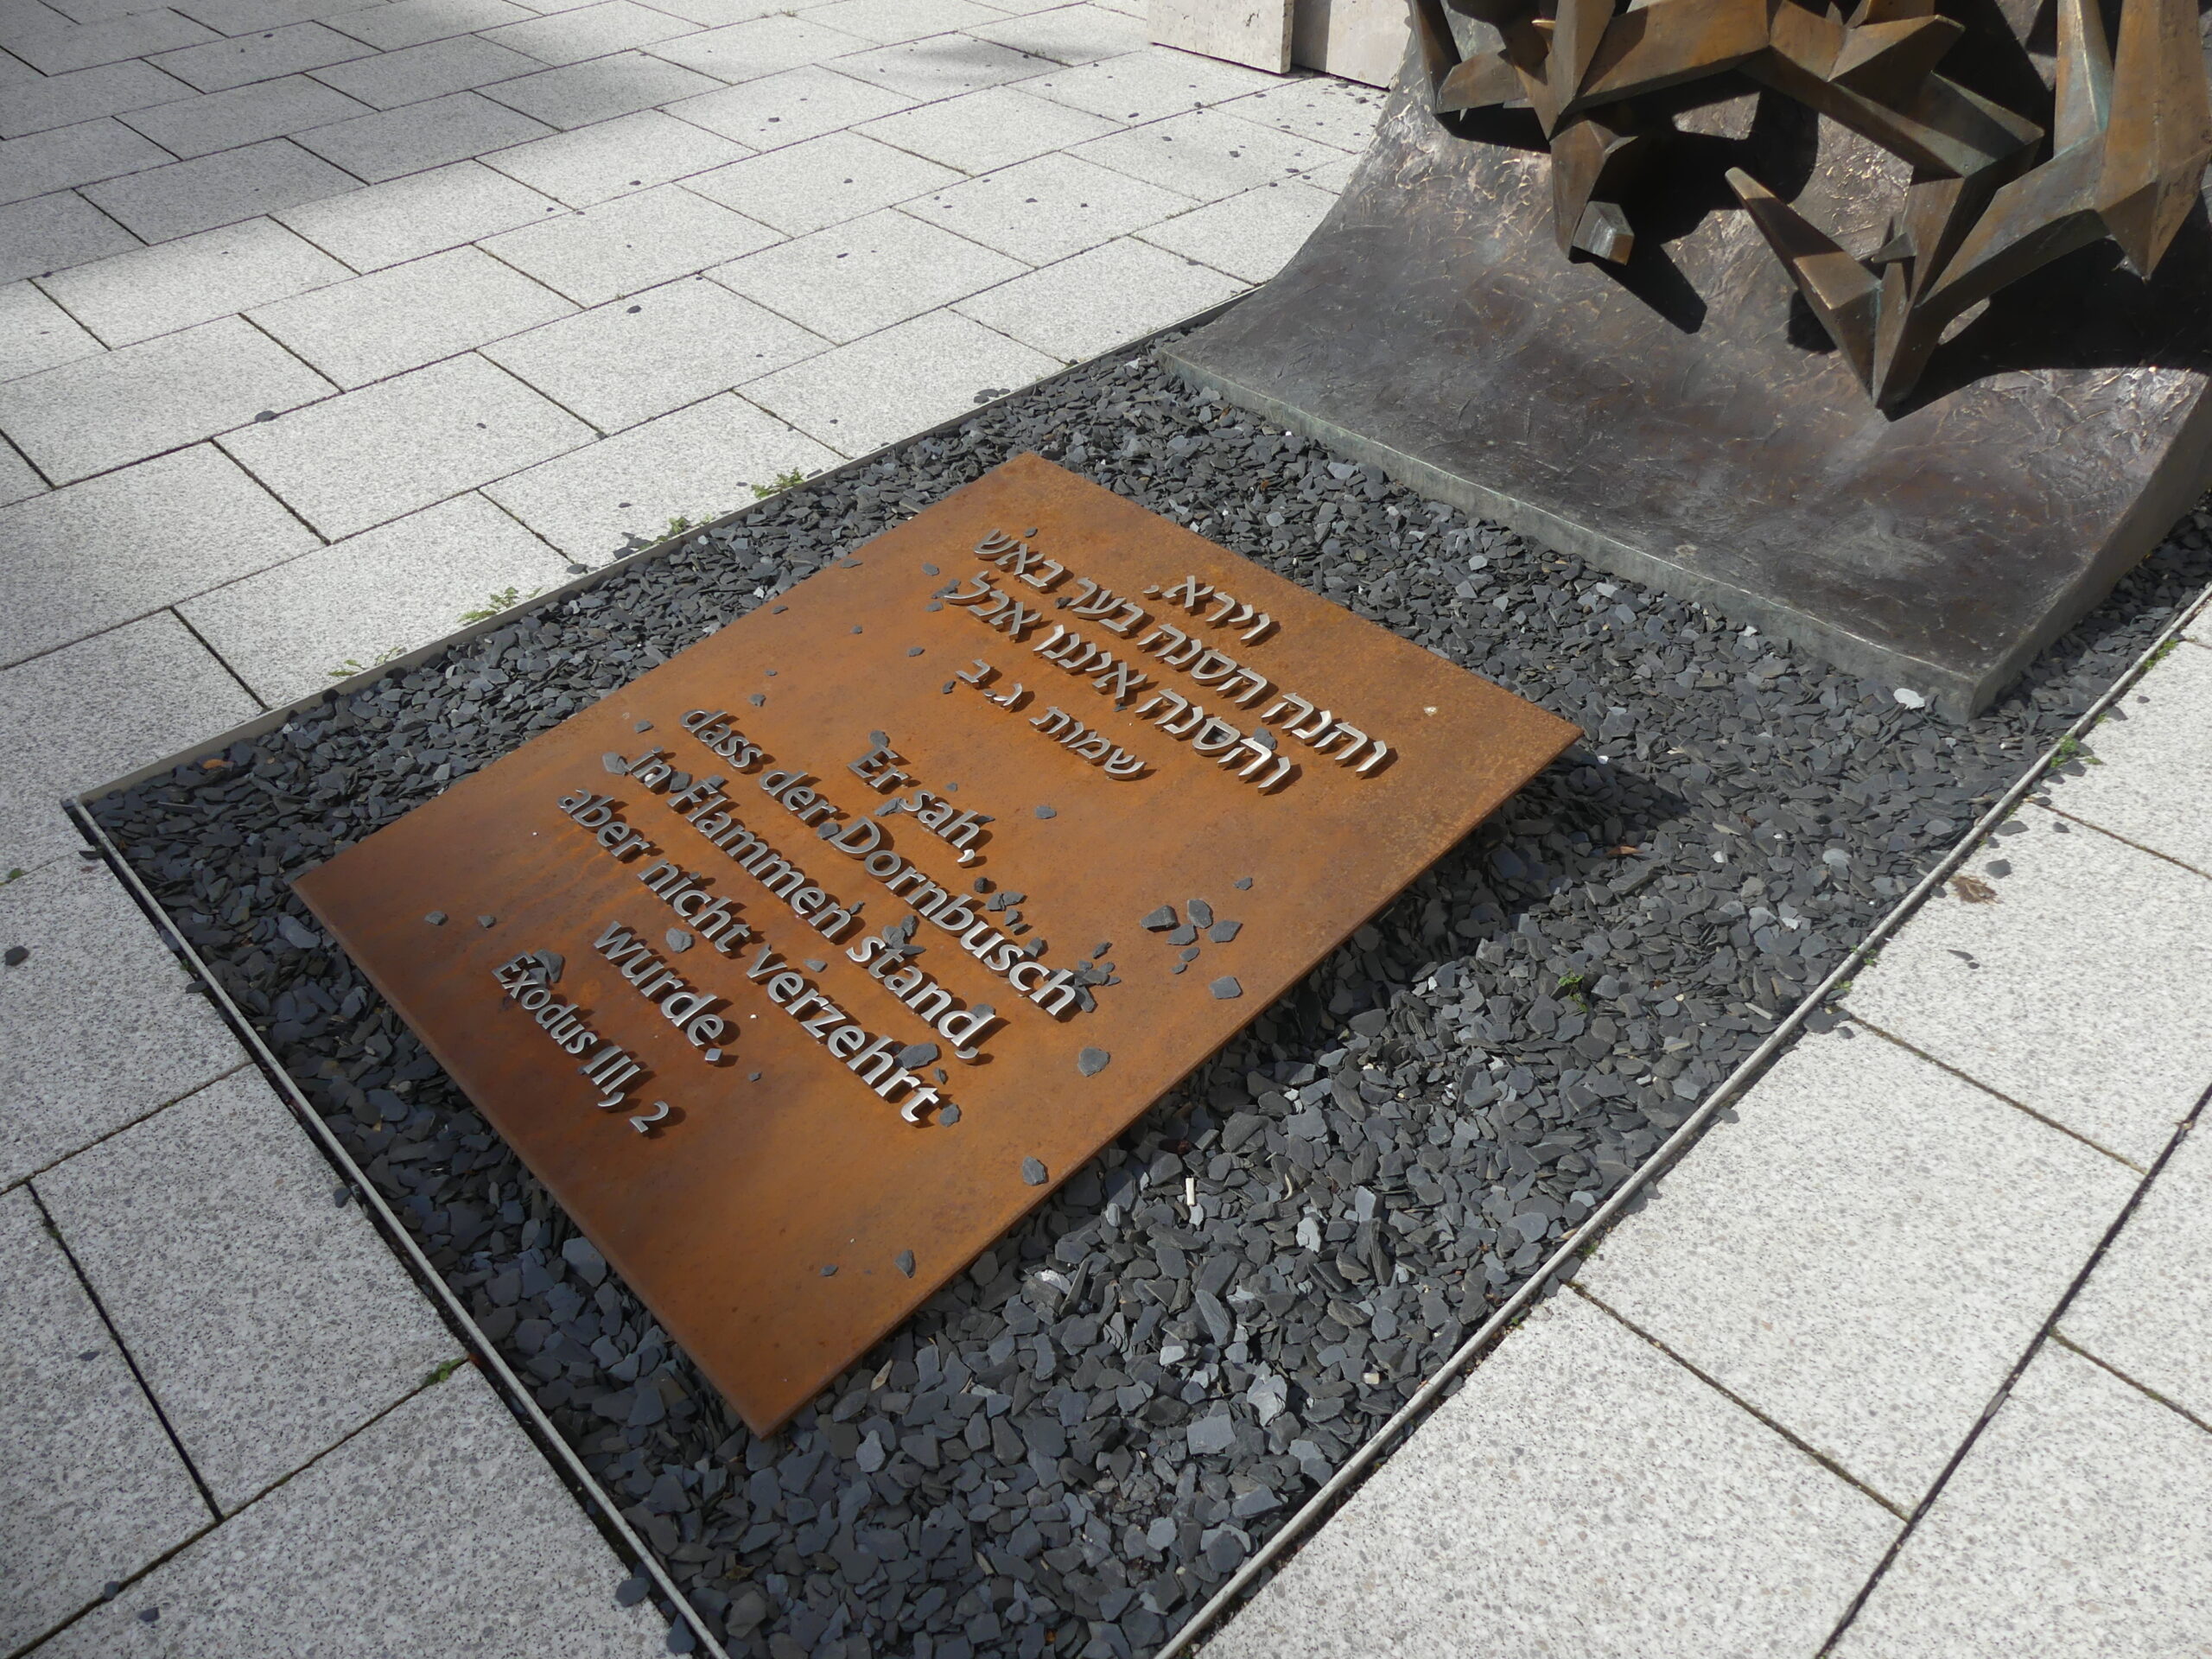 וירא,
והנה הסנה בער באש
והסנה איננו אכל
שמות ג.ב
Er sah,
dass der Dornbusch
in Flammen stand,
aber nicht verzehrt
wurde.
Exodus III, 2